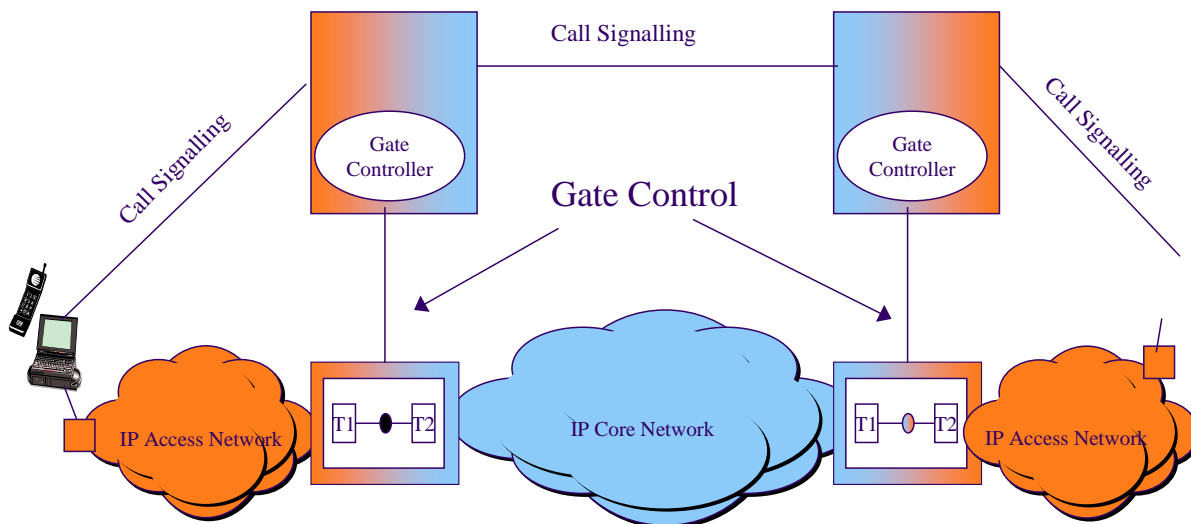 Call Signalling
Call Signalling
Call Signalling
Gate
Controller
Gate
Controller
Gate Control
IP Access Network
T1
T2
IP Core Network
T1
T2
IP Access Network